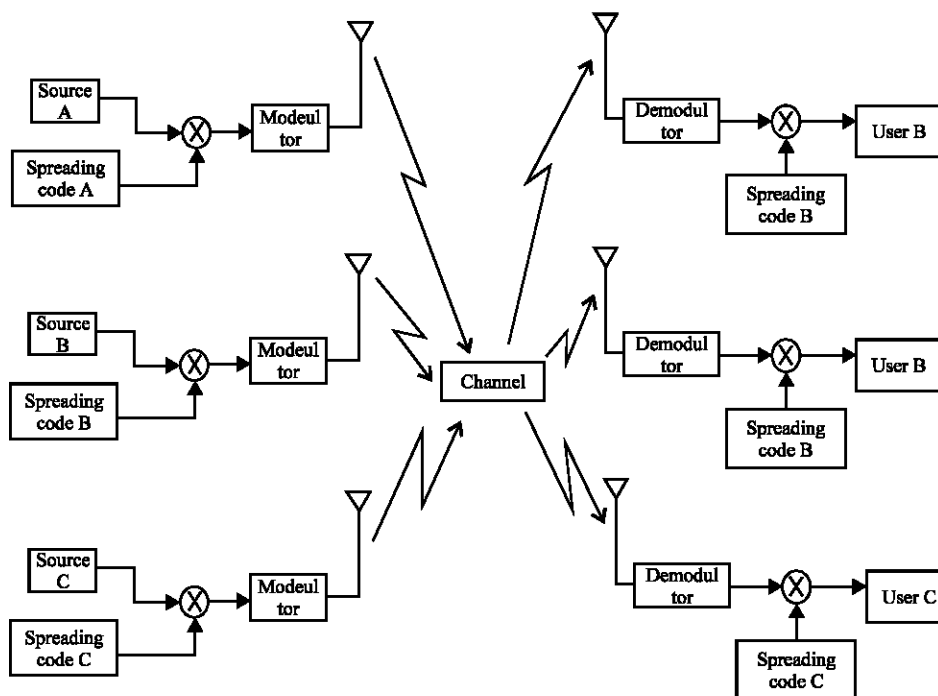 Source
A
X
Modeul
tor
Spreading
code A
Demodul
tor
X
User B
Spreading
code B
Source
B
X
Modeul
tor
Spreading
code B
Channel
Demodul
tor
X
User B
Spreading
code B
Source
C
X
Modeul
tor
Spreading
code C
Demodul
tor
X
User C
Spreading
code C